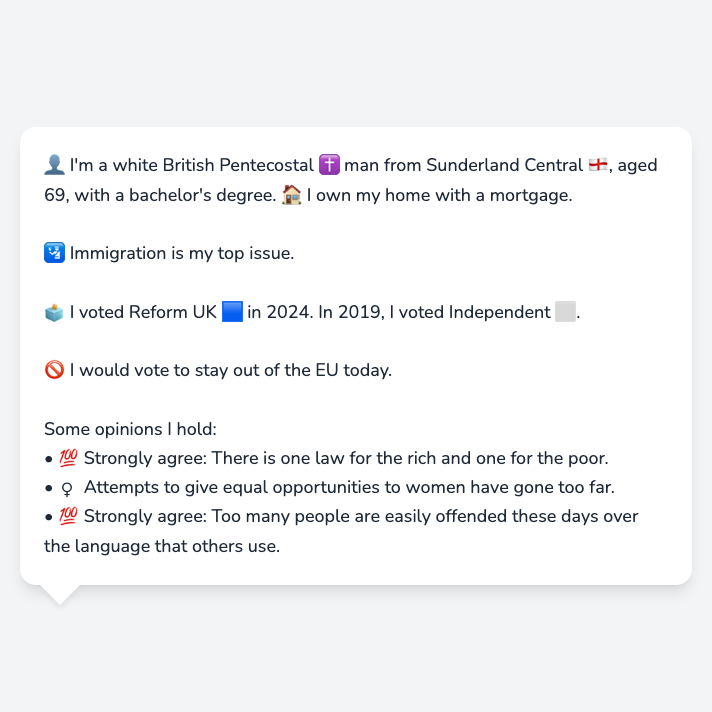 👤 I'm a white British Pentecostal ✝️ man from Sunderland Central 🏴󠁧󠁢󠁥󠁮󠁧󠁿, aged
69, with a bachelor's degree. 🏠 I own my home with a mortgage.
🛂 Immigration is my top issue.
🗳️ I voted Reform UK 🟦 in 2024. In 2019, I voted Independent ⬜.
🚫 I would vote to stay out of the EU today.
Some opinions I hold:
• 💯 Strongly agree: There is one law for the rich and one for the poor.
• ♀ Attempts to give equal opportunities to women have gone too far.
• 💯 Strongly agree: Too many people are easily offended these days over
the language that others use.